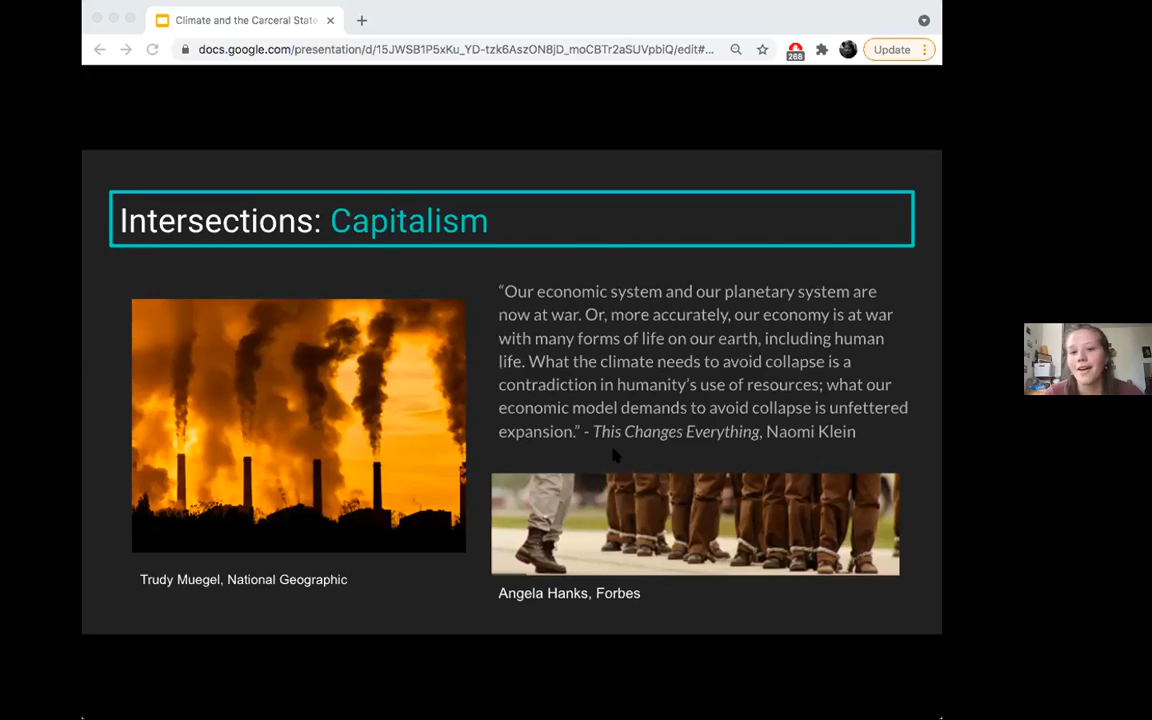 Climate and the Carceral State
docs.google.com/presentation/d/15JWSB1P5xKu_YD-tzk6AszON8jD_moCBTr2aSUVpbiQ/edit#...
268
Update
Intersections: Capitalism
“Our economic system and our planetary system are
now at war. Or, more accurately, our economy is at war
with many forms of life on our earth, including human
life. What the climate needs to avoid collapse is a
contradiction in humanity’s use of resources; what our
economic model demands to avoid collapse is unfettered
expansion.” - This Changes Everything, Naomi Klein
Trudy Muegel, National Geographic
Angela Hanks, Forbes